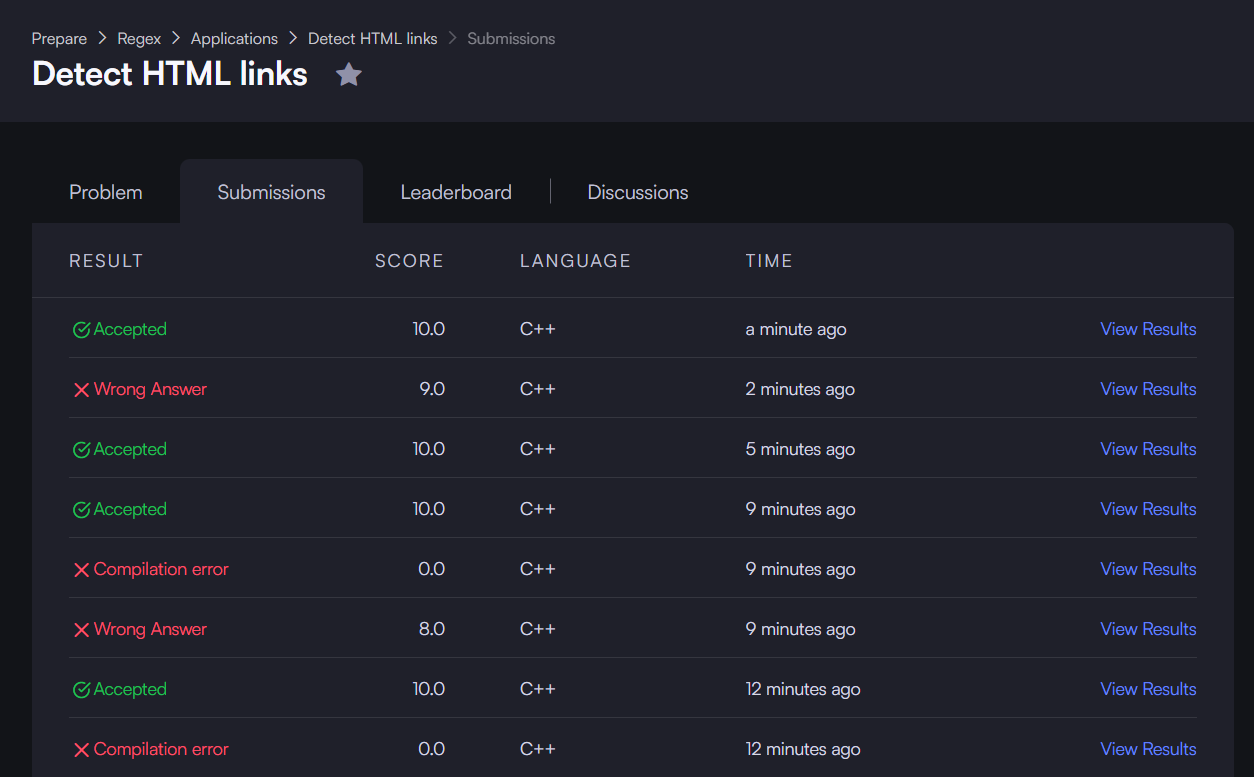 Prepare > Regex > Applications > Detect HTML links > Submissions
Detect HTML links
Problem Submissions Leaderboard Discussions
RESULT SCORE LANGUAGE TIME
Accepted 10.0 C++ a minute ago View Results
Wrong Answer 9.0 C++ 2 minutes ago View Results
Accepted 10.0 C++ 5 minutes ago View Results
Accepted 10.0 C++ 9 minutes ago View Results
Compilation error 0.0 C++ 9 minutes ago View Results
Wrong Answer 8.0 C++ 9 minutes ago View Results
Accepted 10.0 C++ 12 minutes ago View Results
Compilation error 0.0 C++ 12 minutes ago View Results